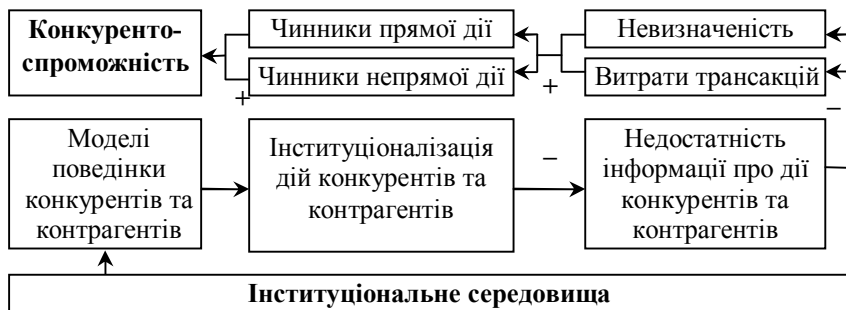 Конкуренто-
спроможність
Чинники прямої дії
Чинники непрямої дії
Невизначеність
Витрати трансакцій
+
+
–
Моделі
поведінки
конкурентів та
контрагентів
Інституціоналізація
дій конкурентів та
контрагентів
–
Недостатність
інформації про дії
конкурентів та
контрагентів
Інституціональне середовища